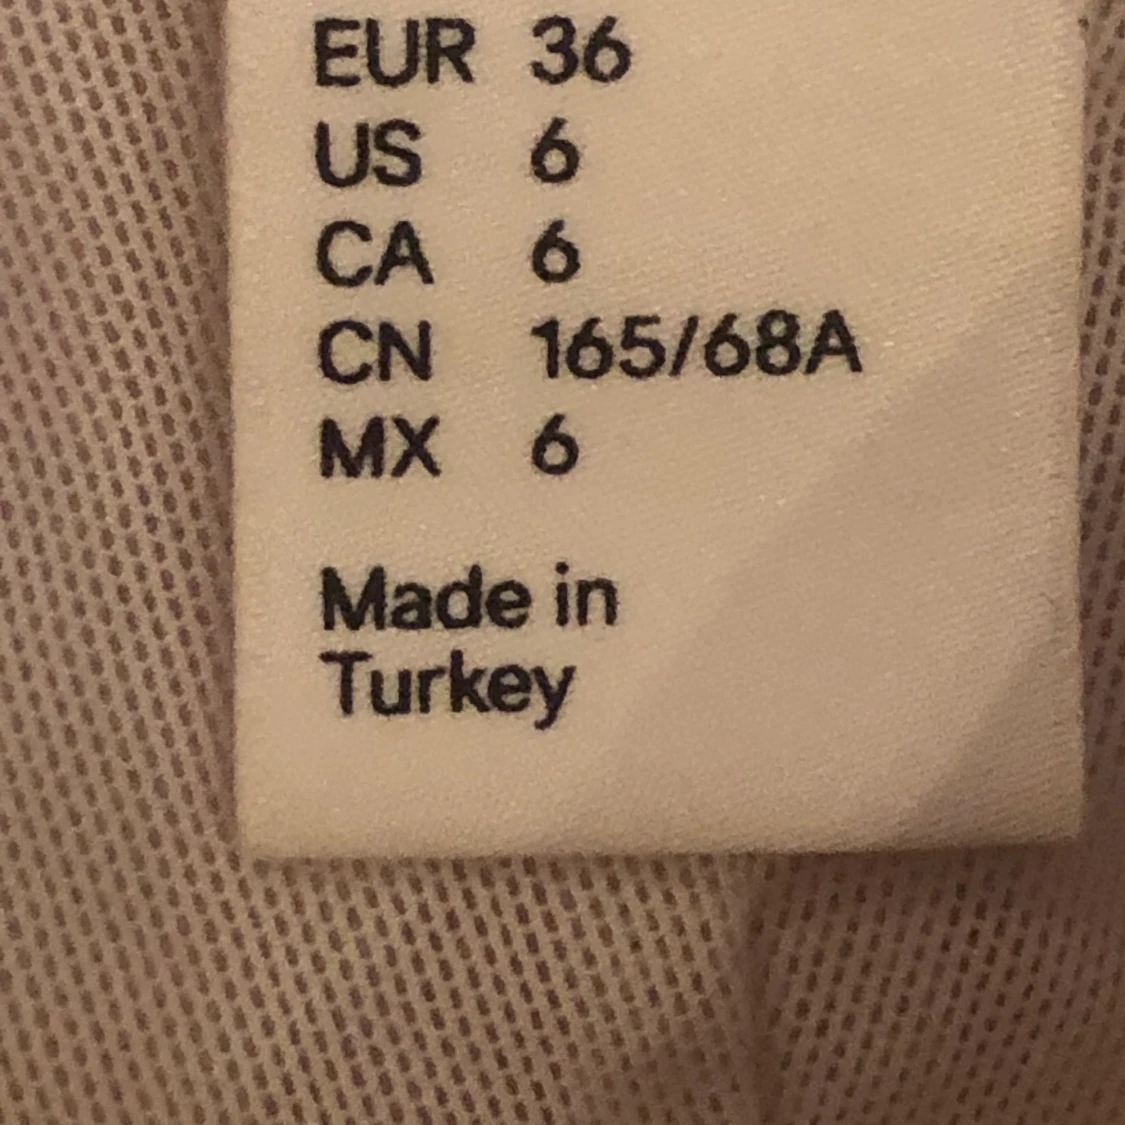 EUR 36
US 6
CA 6
CN 165/68A
MX 6
Made in
Turkey